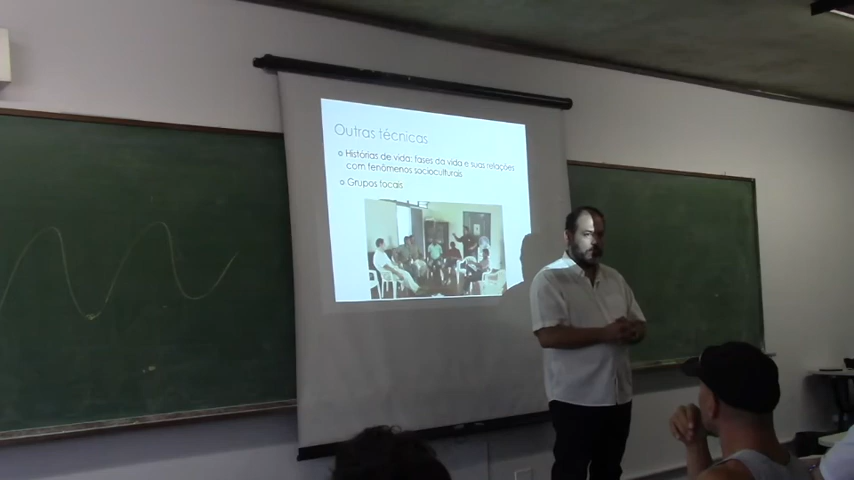 Outras técnicas
Histórias de vida: fases da vida e suas relações
com fenômenos socioculturais
Grupos focais